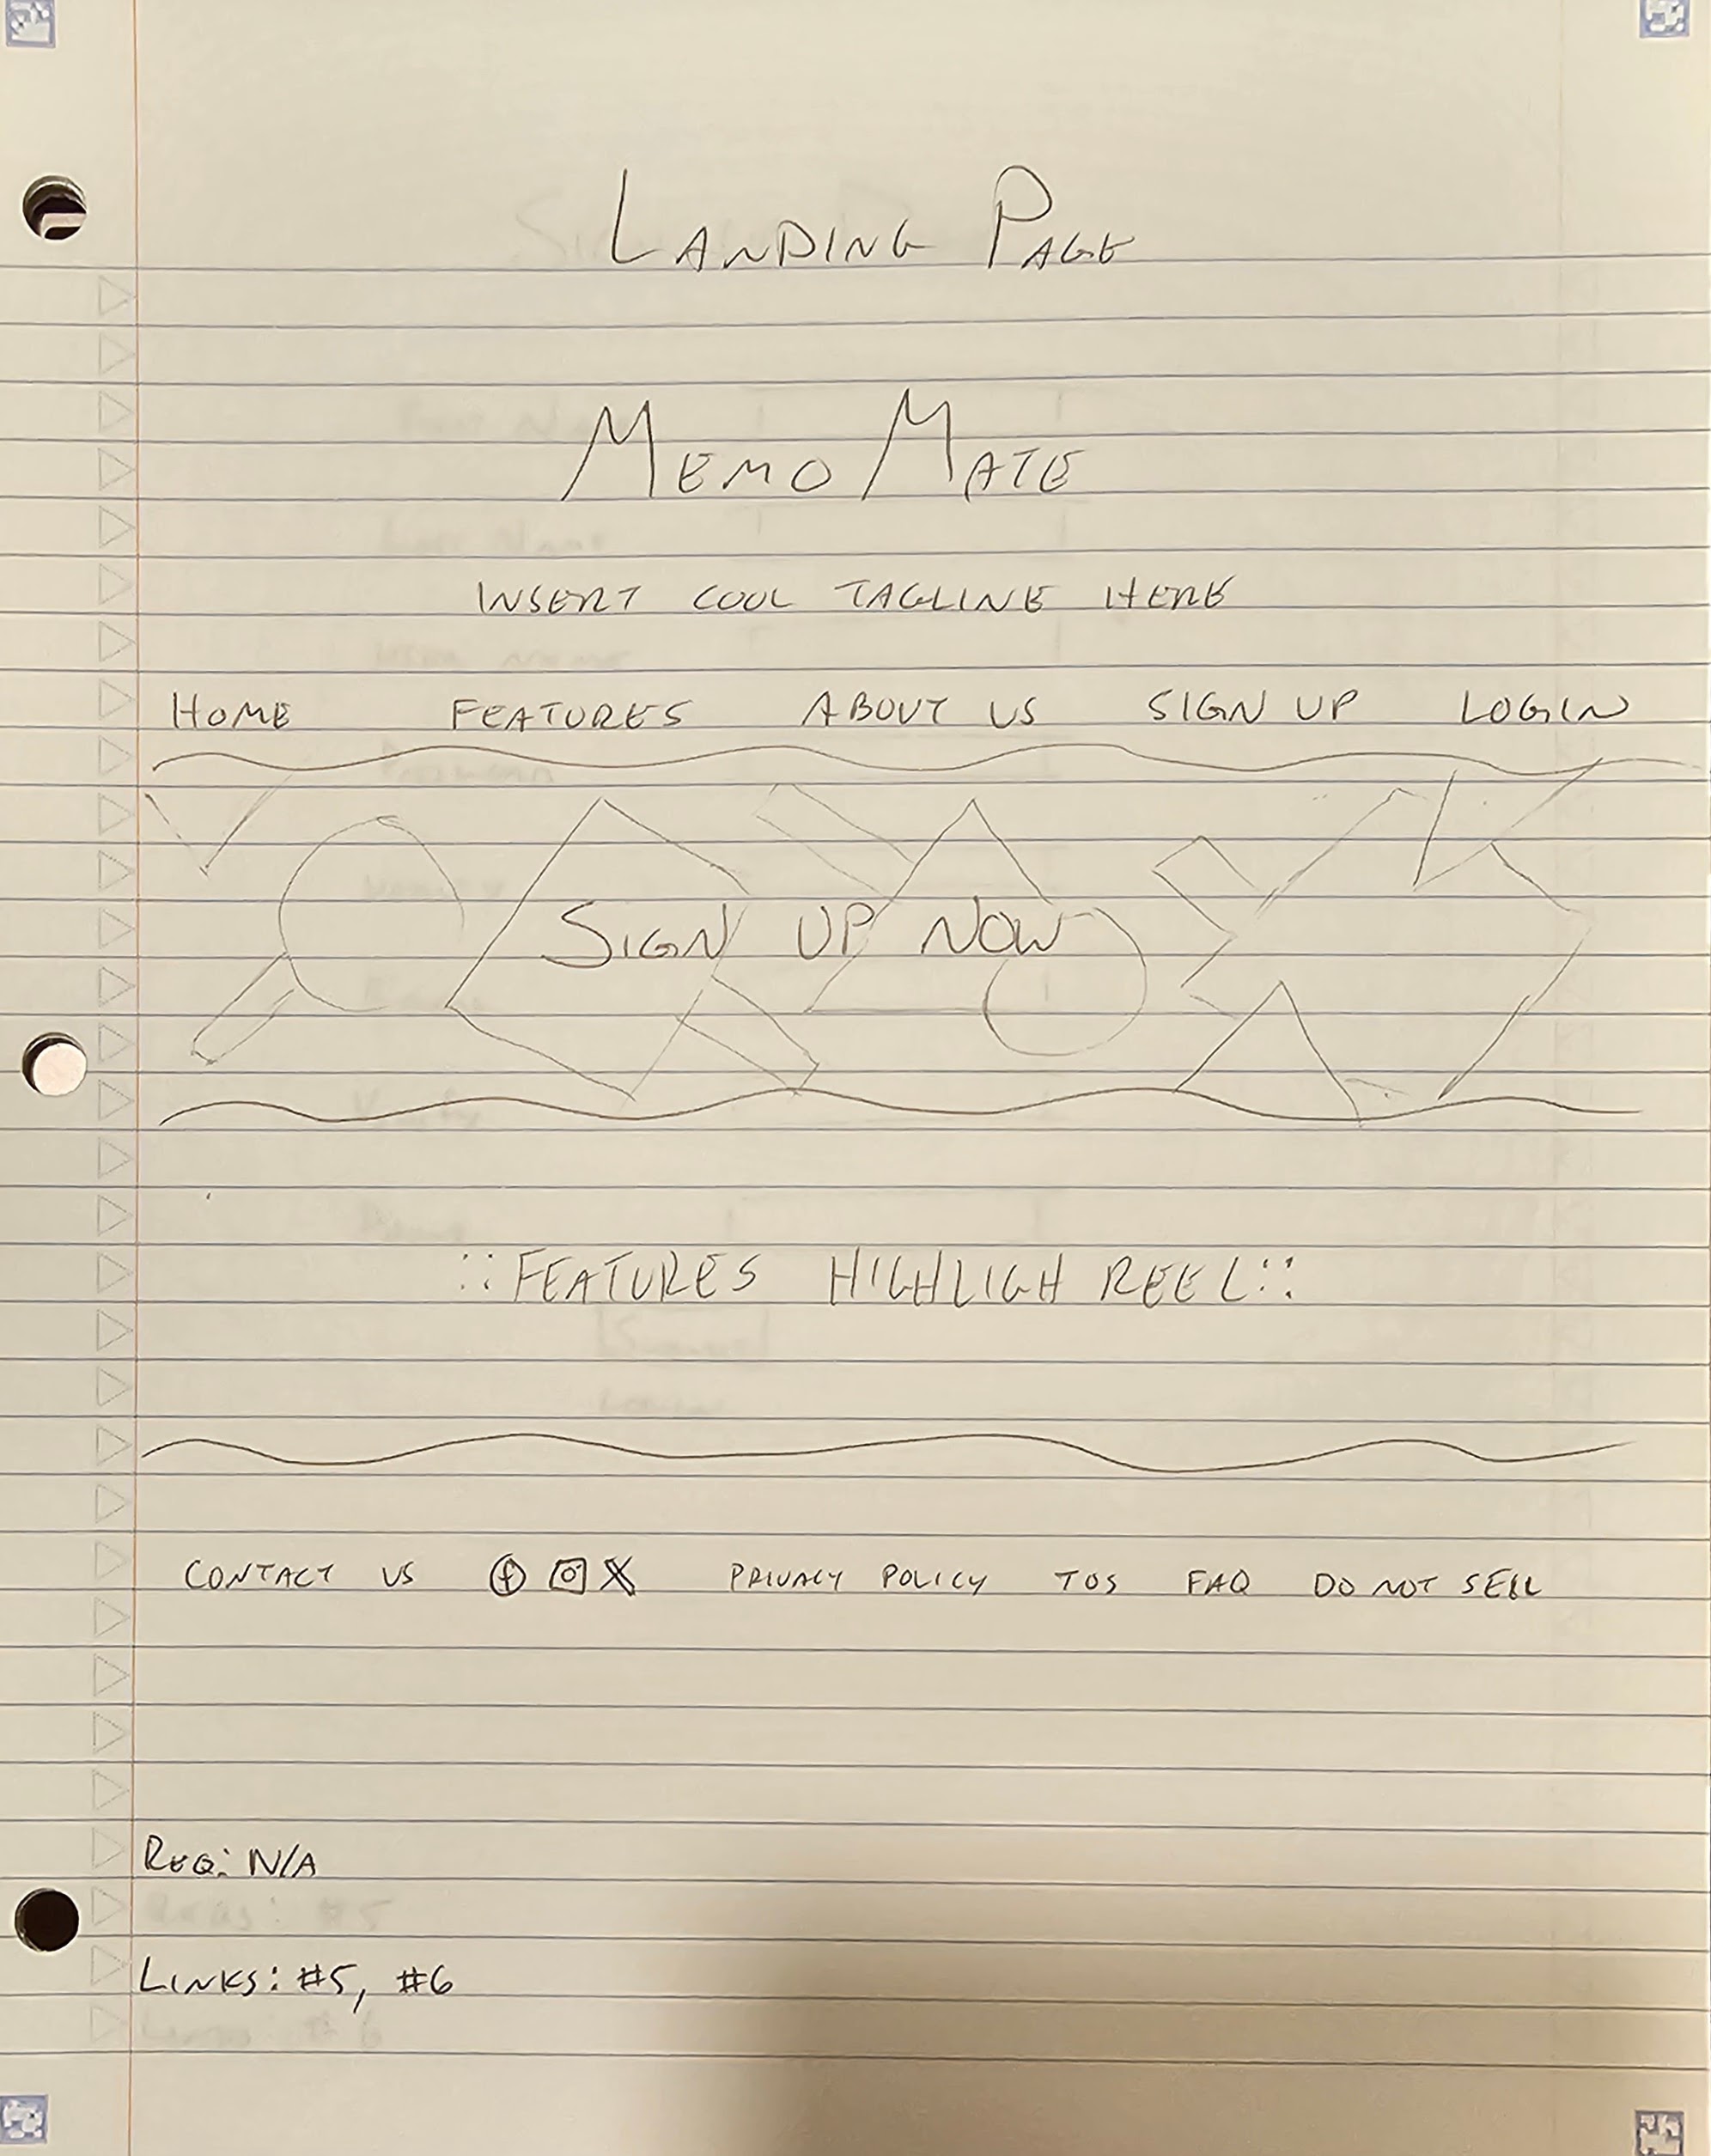 LANDING PAGE
MEMO MATE
INSERT COOL TAGLINE HERE
HOME FEATURES ABOUT US SIGN UP LOGIN
SIGN UP NOW
::FEATURES HIGHLIGH REEL::
CONTACT US f X PRIVACY POLICY TOS FAQ DO NOT SELL
REQ: N/A
LINKS: #5, #6